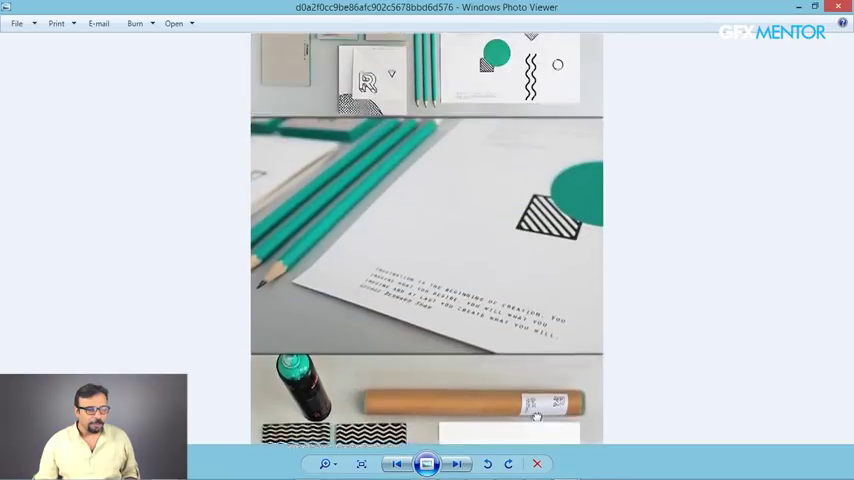 d0a2f0cc9be86afc902c5678bbd6d576 - Windows Photo Viewer
File Print E-mail Burn Open
GFXMENTOR
R
IMAGINATION IS THE BEGINNING OF CREATION. YOU
IMAGINE WHAT YOU DESIRE, YOU WILL WHAT YOU
IMAGINE AND AT LAST YOU CREATE WHAT YOU WILL.
George Bernard Shaw